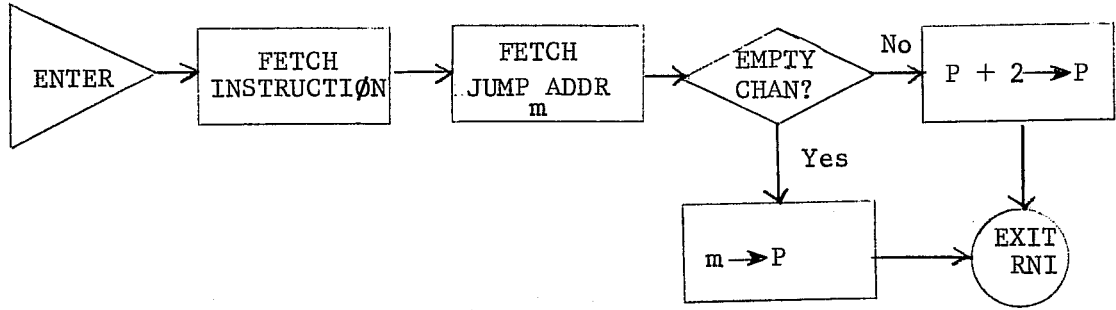 ENTER
FETCH
INSTRUCTIØN
FETCH
JUMP ADDR
m
EMPTY
CHAN?
No
P + 2 → P
Yes
m → P
EXIT
RNI